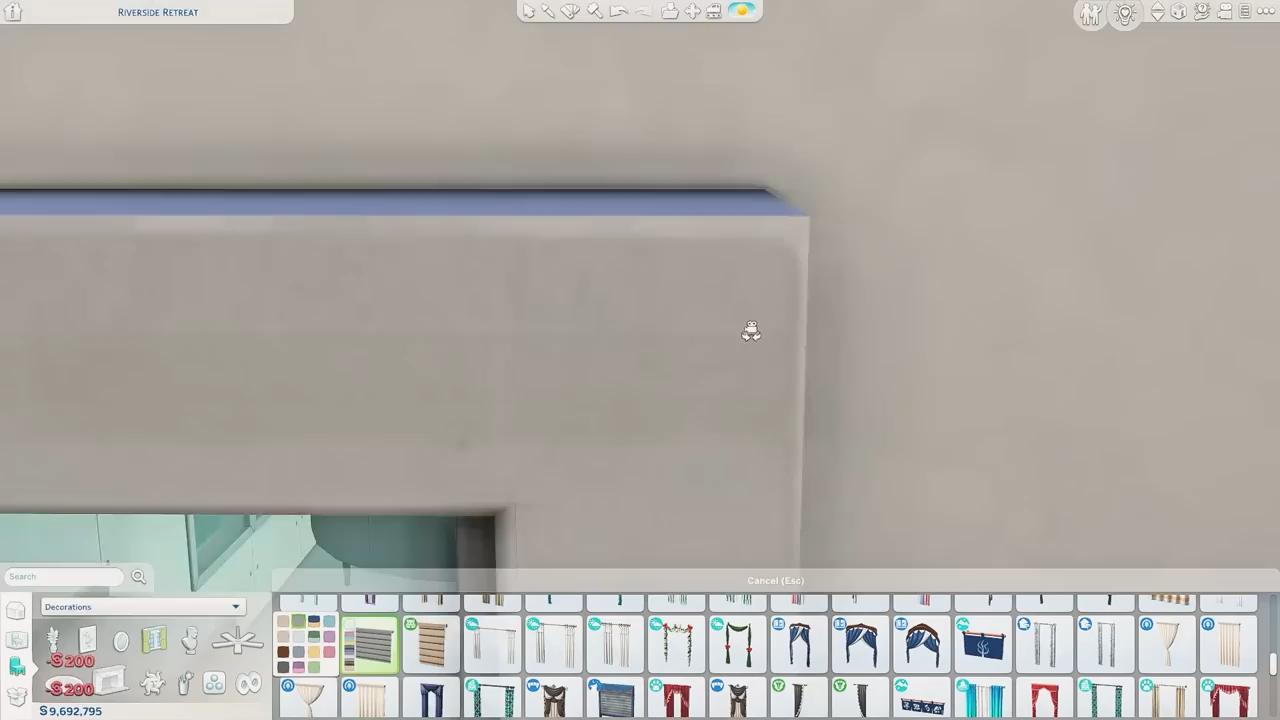 RIVERSIDE RETREAT
Cancel (Esc)
Search
Decorations
-§200
-§200
§9,692,795